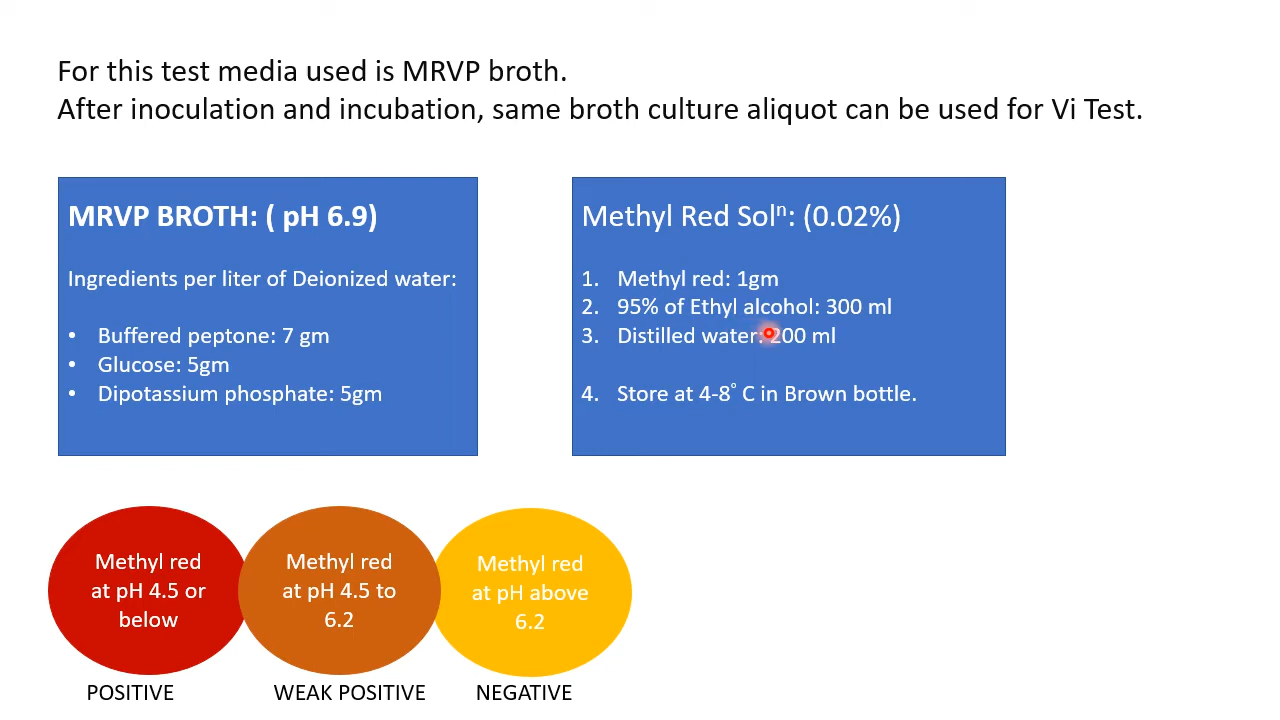 For this test media used is MRVP broth.
After inoculation and incubation, same broth culture aliquot can be used for Vi Test.
MRVP BROTH: ( pH 6.9)
Ingredients per liter of Deionized water:
• Buffered peptone: 7 gm
• Glucose: 5gm
• Dipotassium phosphate: 5gm
Methyl Red Solⁿ: (0.02%)
1. Methyl red: 1gm
2. 95% of Ethyl alcohol: 300 ml
3. Distilled water: 200 ml
4. Store at 4-8° C in Brown bottle.
Methyl red
at pH 4.5 or
below
Methyl red
at pH 4.5 to
6.2
Methyl red
at pH above
6.2
POSITIVE
WEAK POSITIVE
NEGATIVE